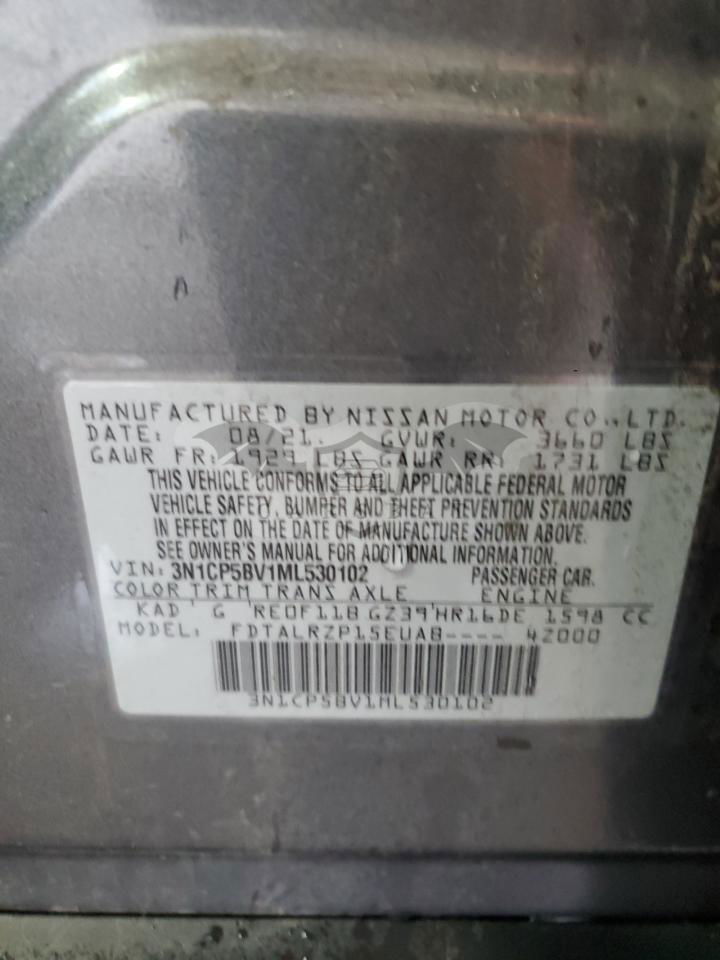 MANUFACTURED BY NISSAN MOTOR CO., LTD.
DATE: 08/21. GVWR: 3660 LBS
GAWR FR: 1929 LBS GAWR RR: 1731 LBS
THIS VEHICLE CONFORMS TO ALL APPLICABLE FEDERAL MOTOR
VEHICLE SAFETY, BUMPER AND THEFT PREVENTION STANDARDS
IN EFFECT ON THE DATE OF MANUFACTURE SHOWN ABOVE.
SEE OWNER'S MANUAL FOR ADDITIONAL INFORMATION.
VIN: 3N1CP5BV1ML530102 PASSENGER CAR.
COLOR TRIM TRANS AXLE ENGINE
KAD G RE0F11B GZ39 HR16DE 1598 CC
MODEL: FDTALRZP15EUA8---- 4Z000
3N1CP5BV1ML530102